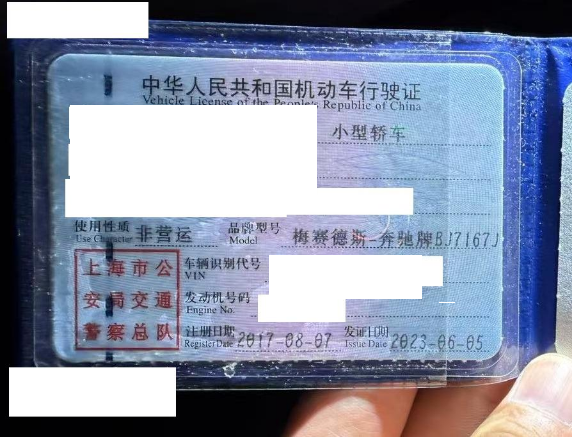 中华人民共和国机动车行驶证
Vehicle License of the People's Republic of China
小型轿车
使用性质 非营运 品牌型号 梅赛德斯-奔驰牌BJ7167J
Use Character Model
上海市公
安局交通
警察总队
车辆识别代号
VIN
发动机号码
Engine No.
注册日期 2017-08-07 发证日期 2023-06-05
Register Date Issue Date